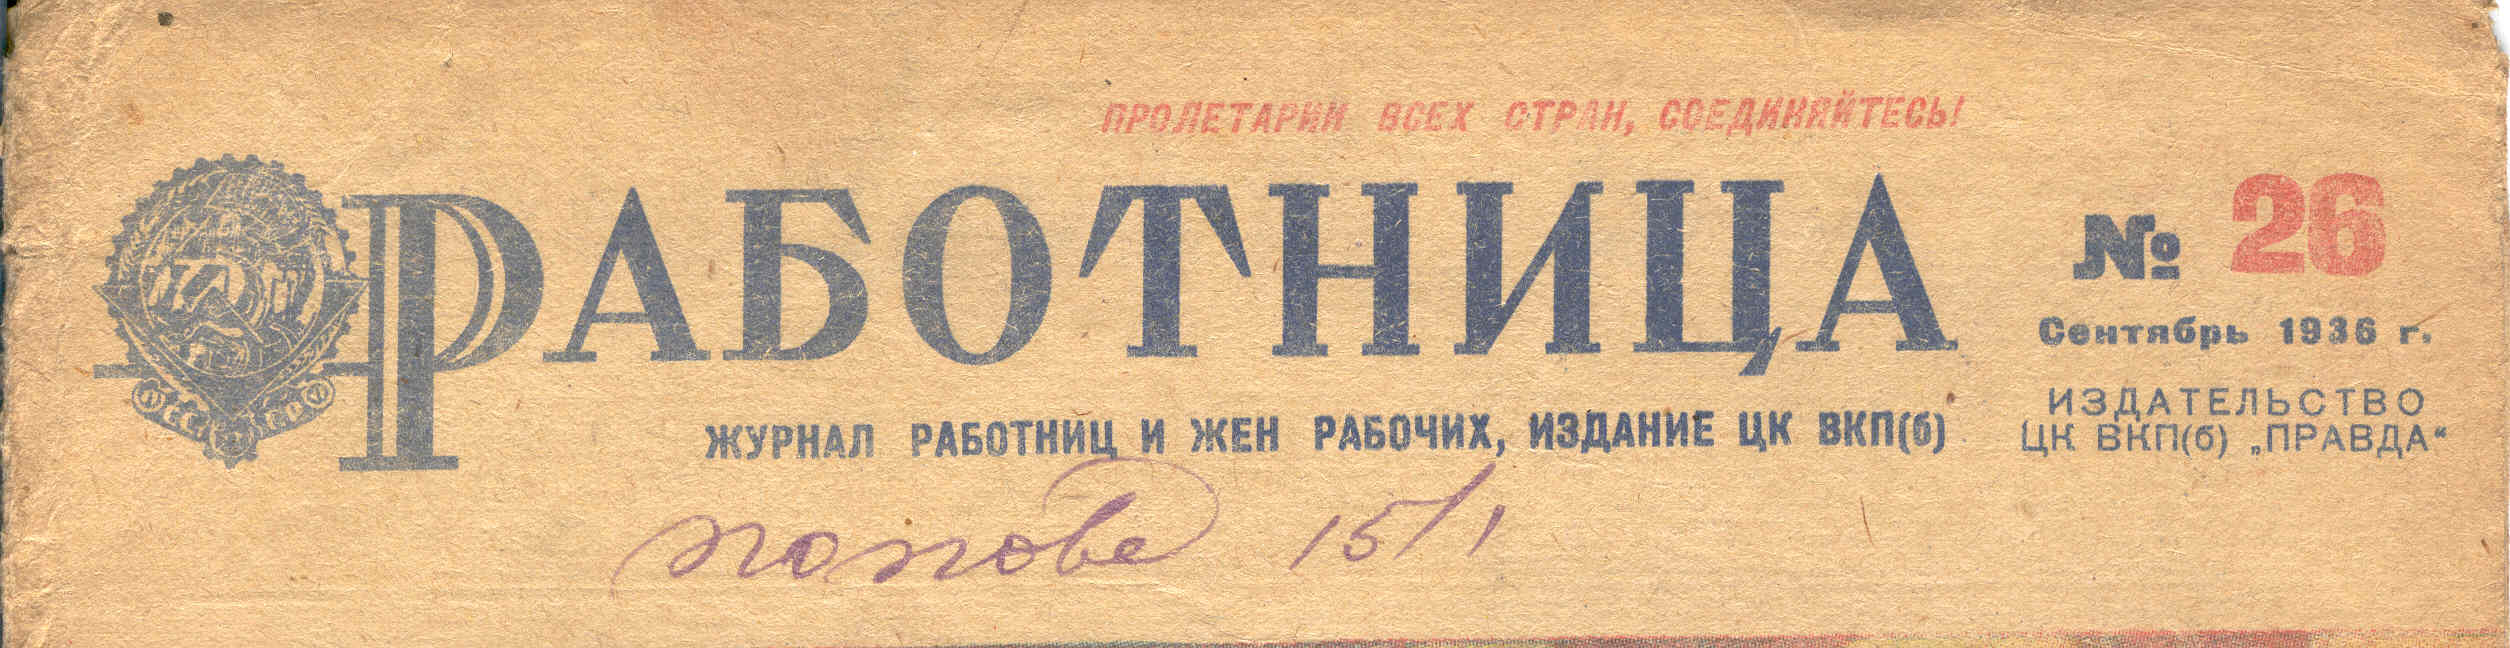 ПРОЛЕТАРИИ ВСЕХ СТРАН, СОЕДИНЯЙТЕСЬ!
РАБОТНИЦА
№ 26
Сентябрь 1936 г.
ИЗДАТЕЛЬСТВО
ЦК ВКП(б) „ПРАВДА“
ЖУРНАЛ РАБОТНИЦ И ЖЕН РАБОЧИХ, ИЗДАНИЕ ЦК ВКП(б)
попове 15/1